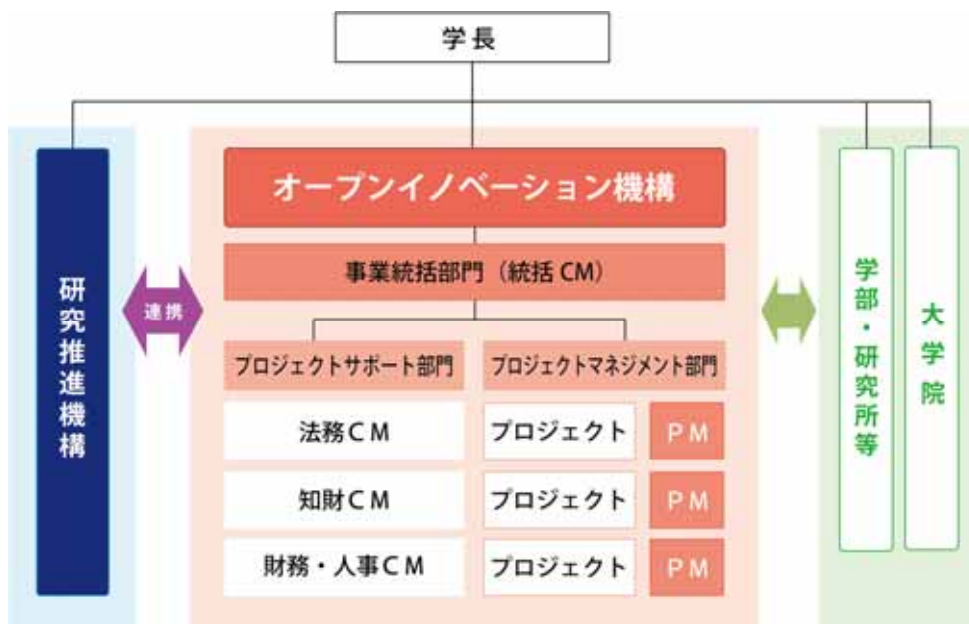 学長
研究推進機構
連携
オープンイノベーション機構
事業統括部門（統括CM）
プロジェクトサポート部門
プロジェクトマネジメント部門
法務CM
プロジェクト
PM
知財CM
プロジェクト
PM
財務・人事CM
プロジェクト
PM
学部・研究所等
大学院